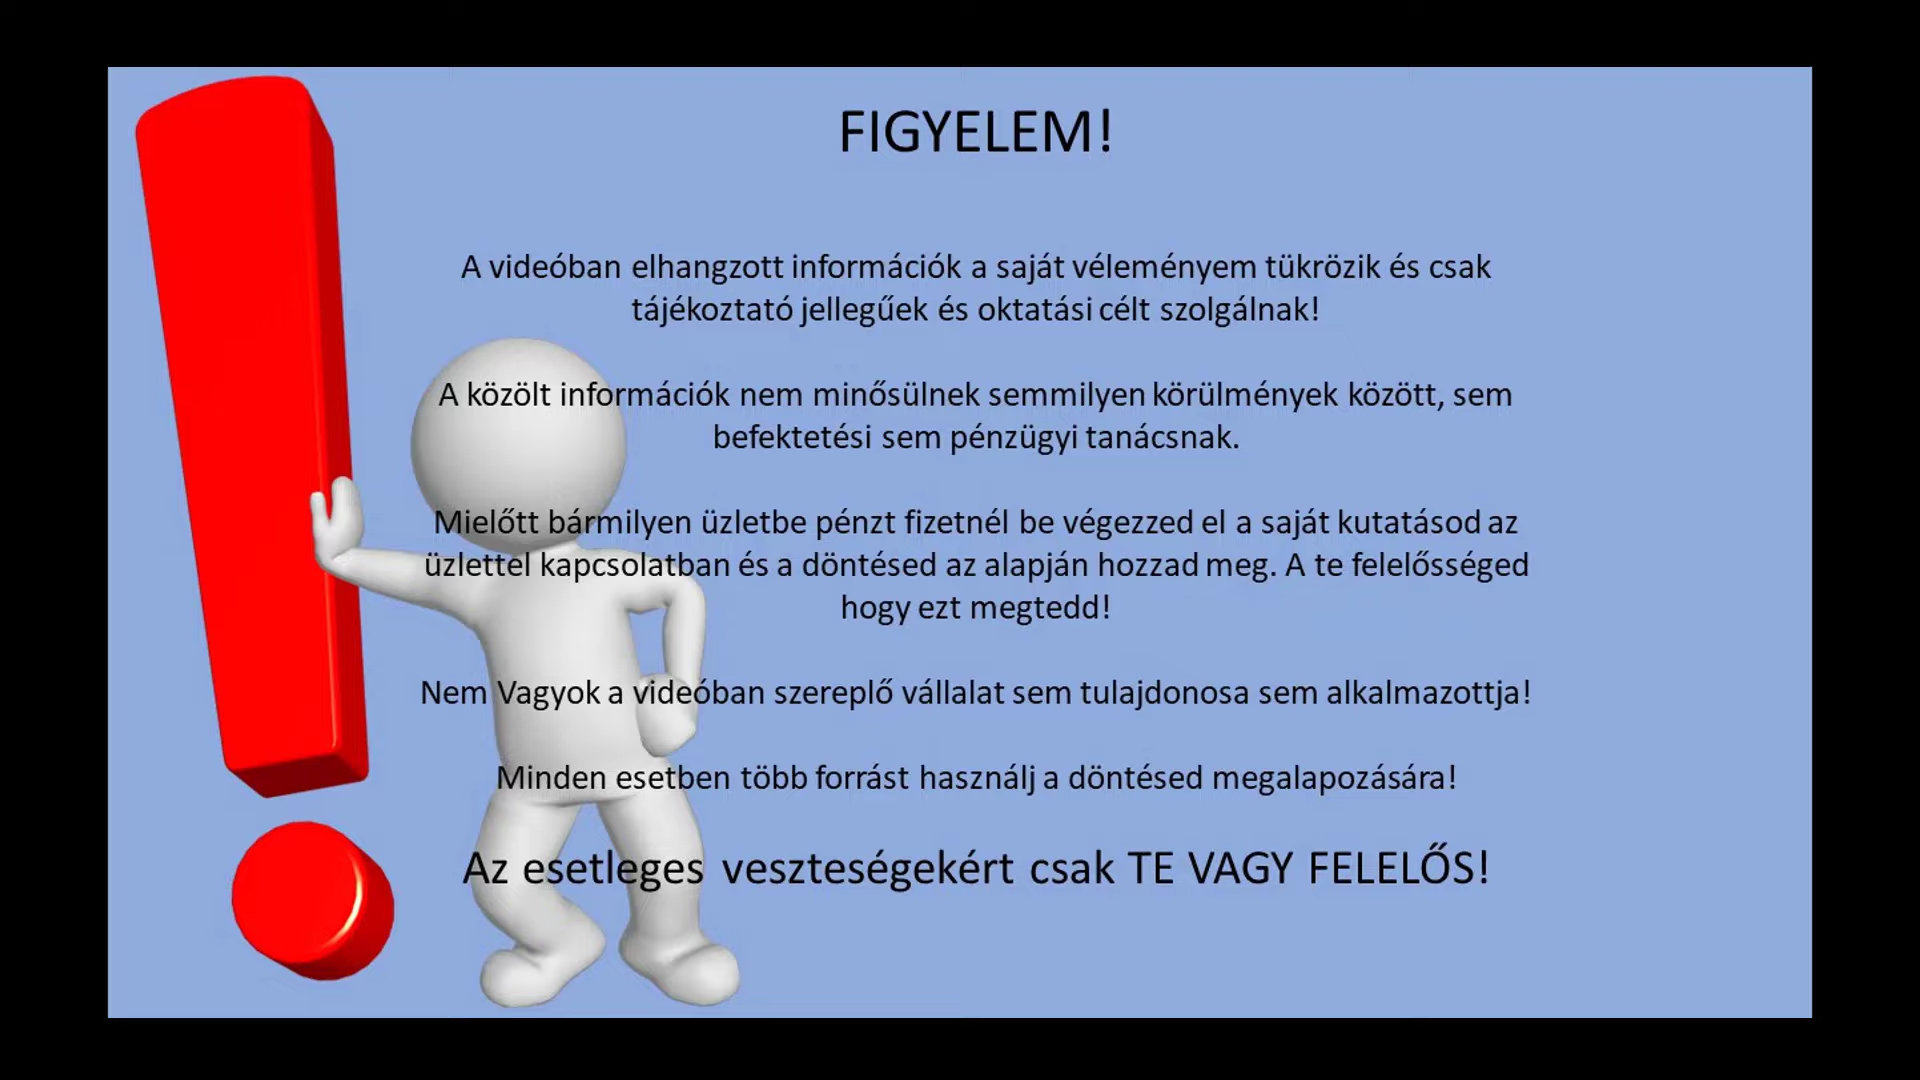 FIGYELEM!
A videóban elhangzott információk a saját véleményem tükrözik és csak
tájékoztató jellegűek és oktatási célt szolgálnak!
A közölt információk nem minősülnek semmilyen körülmények között, sem
befektetési sem pénzügyi tanácsnak.
Mielőtt bármilyen üzletbe pénzt fizetnél be végezzed el a saját kutatásod az
üzlettel kapcsolatban és a döntésed az alapján hozzad meg. A te felelősséged
hogy ezt megtedd!
Nem Vagyok a videóban szereplő vállalat sem tulajdonosa sem alkalmazottja!
Minden esetben több forrást használj a döntésed megalapozására!
Az esetleges veszteségekért csak TE VAGY FELELŐS!